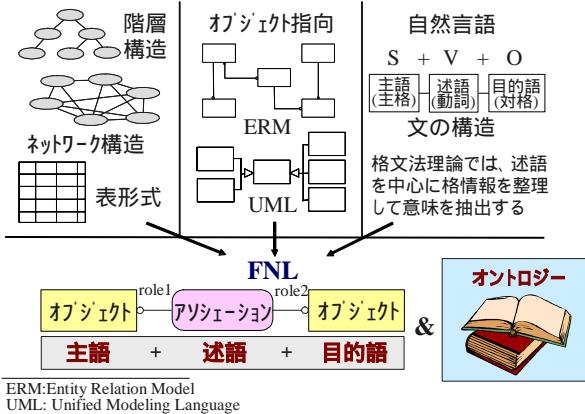 階層
構造
ネットワーク構造
表形式
オブジェクト指向
ERM
UML
自然言語
S + V + O
主語 述語 目的語
(主格) (動詞) (対格)
文の構造
格文法理論では、述語
を中心に格情報を整理
して意味を抽出する
FNL
role1 role2
オブジェクト アソシェーション オブジェクト
主語 + 述語 + 目的語
&
オントロジー
ERM:Entity Relation Model
UML: Unified Modeling Language